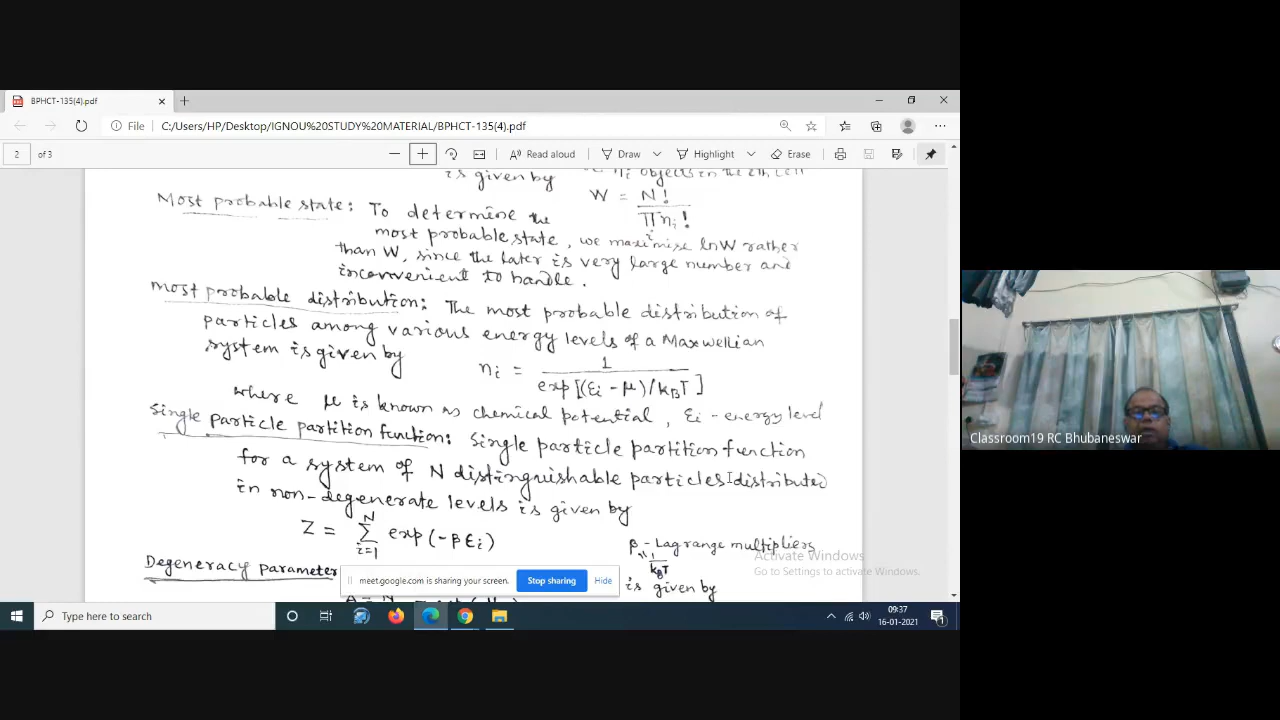 BPHCT-135(4).pdf
File C:/Users/HP/Desktop/IGNOU%20STUDY%20MATERIAL/BPHCT-135(4).pdf
2 of 3 Read aloud Draw Highlight Erase
is given by
W = N! / Π i ni!
Most probable state: To determine the
most probable state, we maximise lnW rather
than W, since the later is very large number and
inconvenient to handle.
Most probable distribution: The most probable distribution of
particles among various energy levels of a Maxwellian
system is given by
ni = 1 / exp[(εi - μ)/kBT]
where μ is known as chemical potential, εi - energy level
Single particle partition function: Single particle partition function
for a system of N distinguishable particles distributed
in non-degenerate levels is given by
Z = N Σ i=1 exp(-βεi)
β - Lagrange multipliers
= 1/kBT
Degeneracy parameter
is given by
meet.google.com is sharing your screen. Stop sharing Hide
Activate Windows
Go to Settings to activate Windows.
Type here to search
09:37
16-01-2021
Classroom19 RC Bhubaneswar